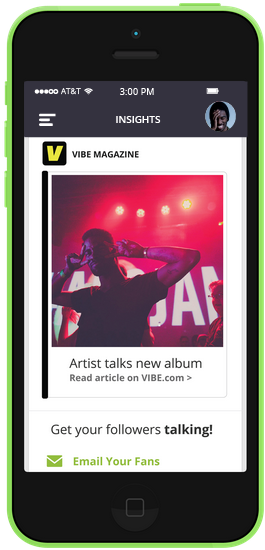 AT&T 3:00 PM
INSIGHTS
V VIBE MAGAZINE
JAM
Artist talks new album
Read article on VIBE.com >
Get your followers talking!
Email Your Fans